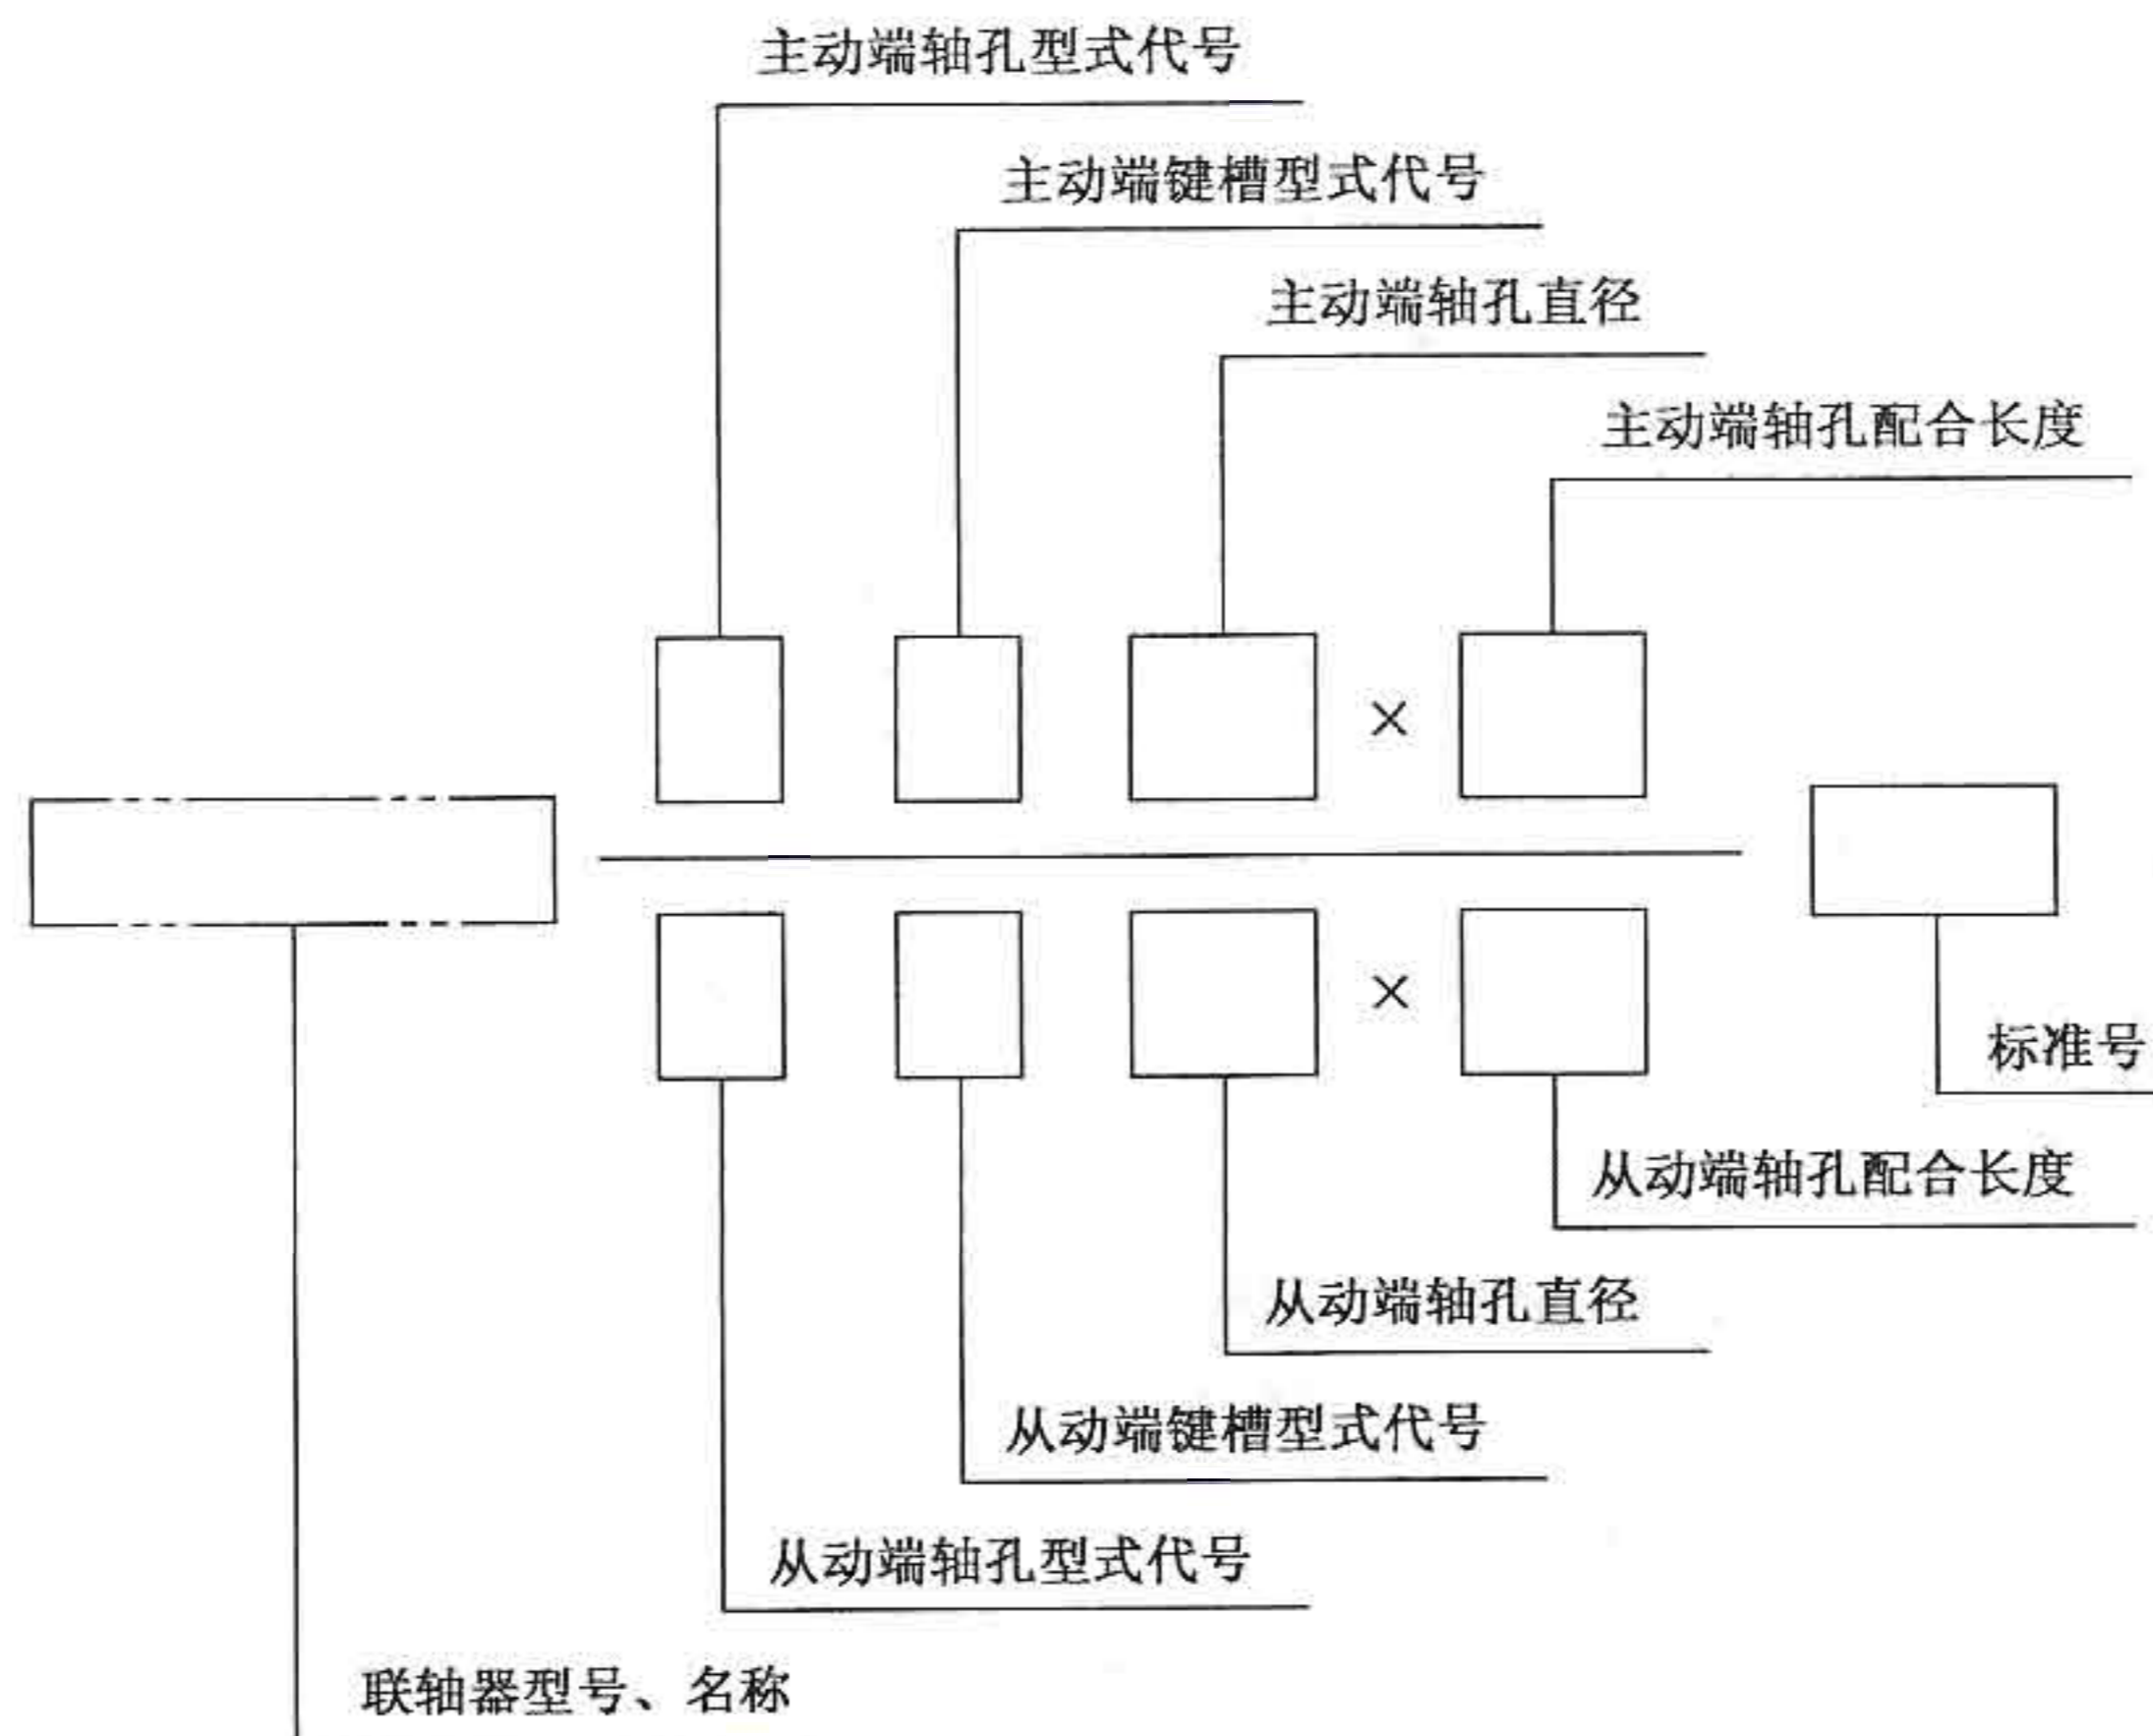 主动端轴孔型式代号
主动端键槽型式代号
主动端轴孔直径
主动端轴孔配合长度
×
×
标准号
从动端轴孔配合长度
从动端轴孔直径
从动端键槽型式代号
从动端轴孔型式代号
联轴器型号、名称